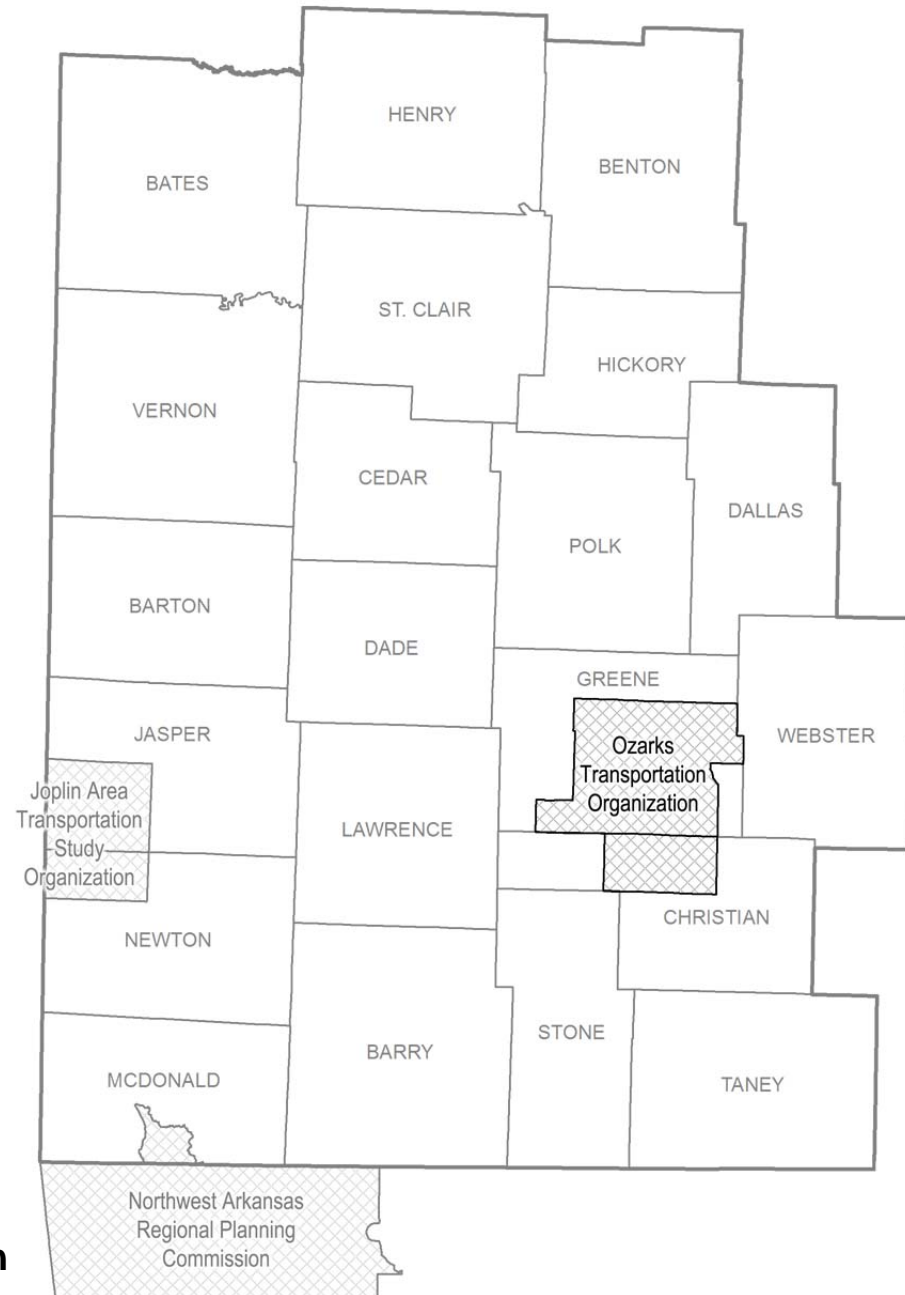 HENRY
BENTON
BATES
ST. CLAIR
HICKORY
VERNON
CEDAR
DALLAS
POLK
BARTON
DADE
GREENE
JASPER
WEBSTER
Ozarks
Transportation
Organization
Joplin Area
Transportation
Study
Organization
LAWRENCE
CHRISTIAN
NEWTON
STONE
BARRY
MCDONALD
TANEY
Northwest Arkansas
Regional Planning
Commission
n